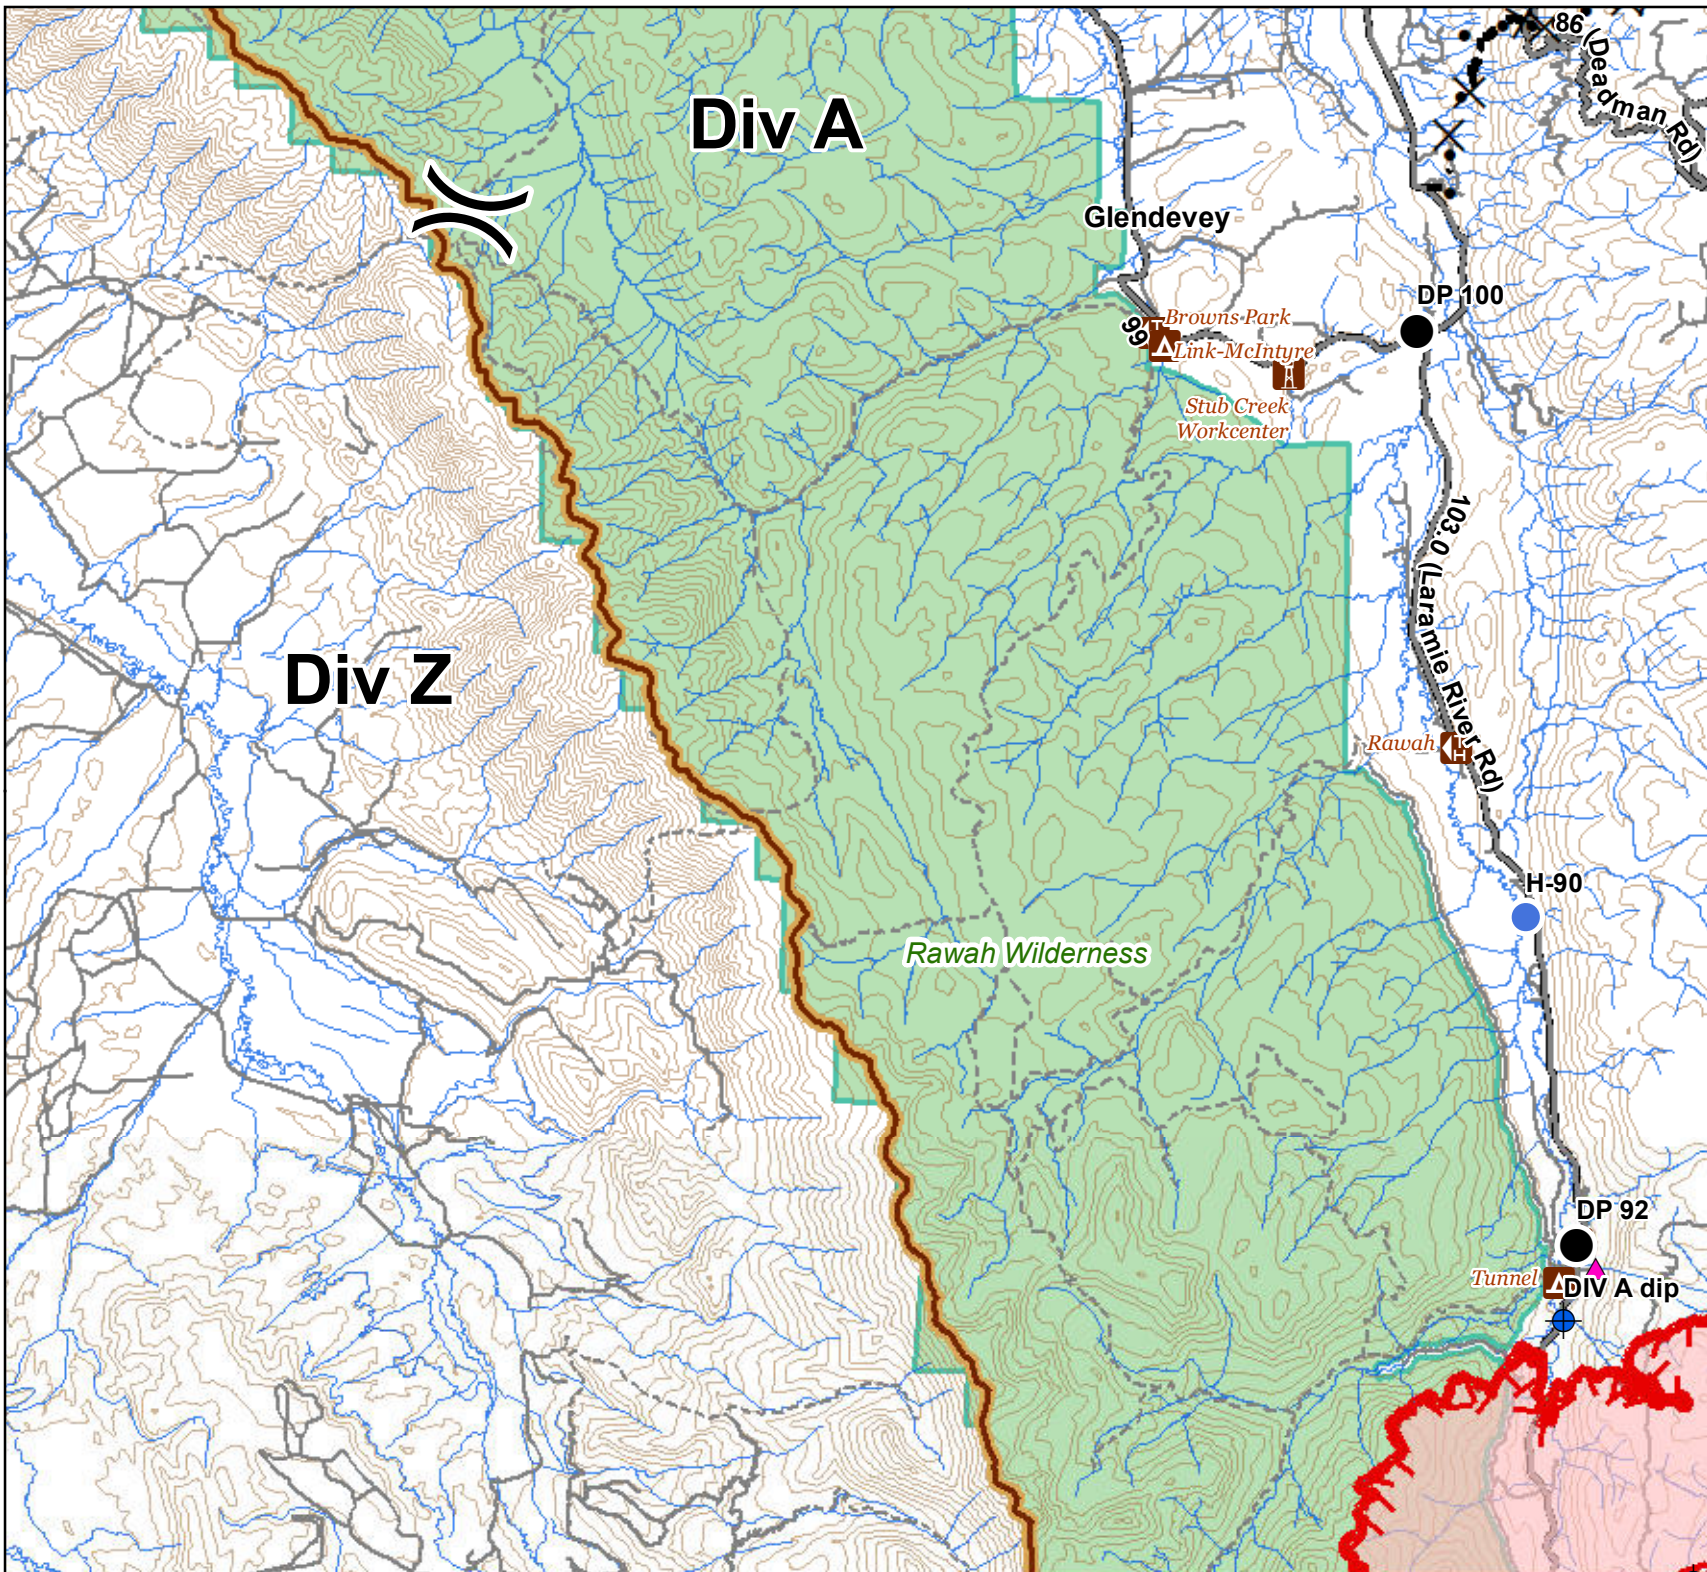 86 (Deadman Rd)
Div A
Glendevey
DP 100
99
Browns Park
Link-McIntyre
Stub Creek
Workcenter
103.0 (Laramie River Rd)
Div Z
Rawah
H-90
Rawah Wilderness
DP 92
Tunnel
DIV A dip